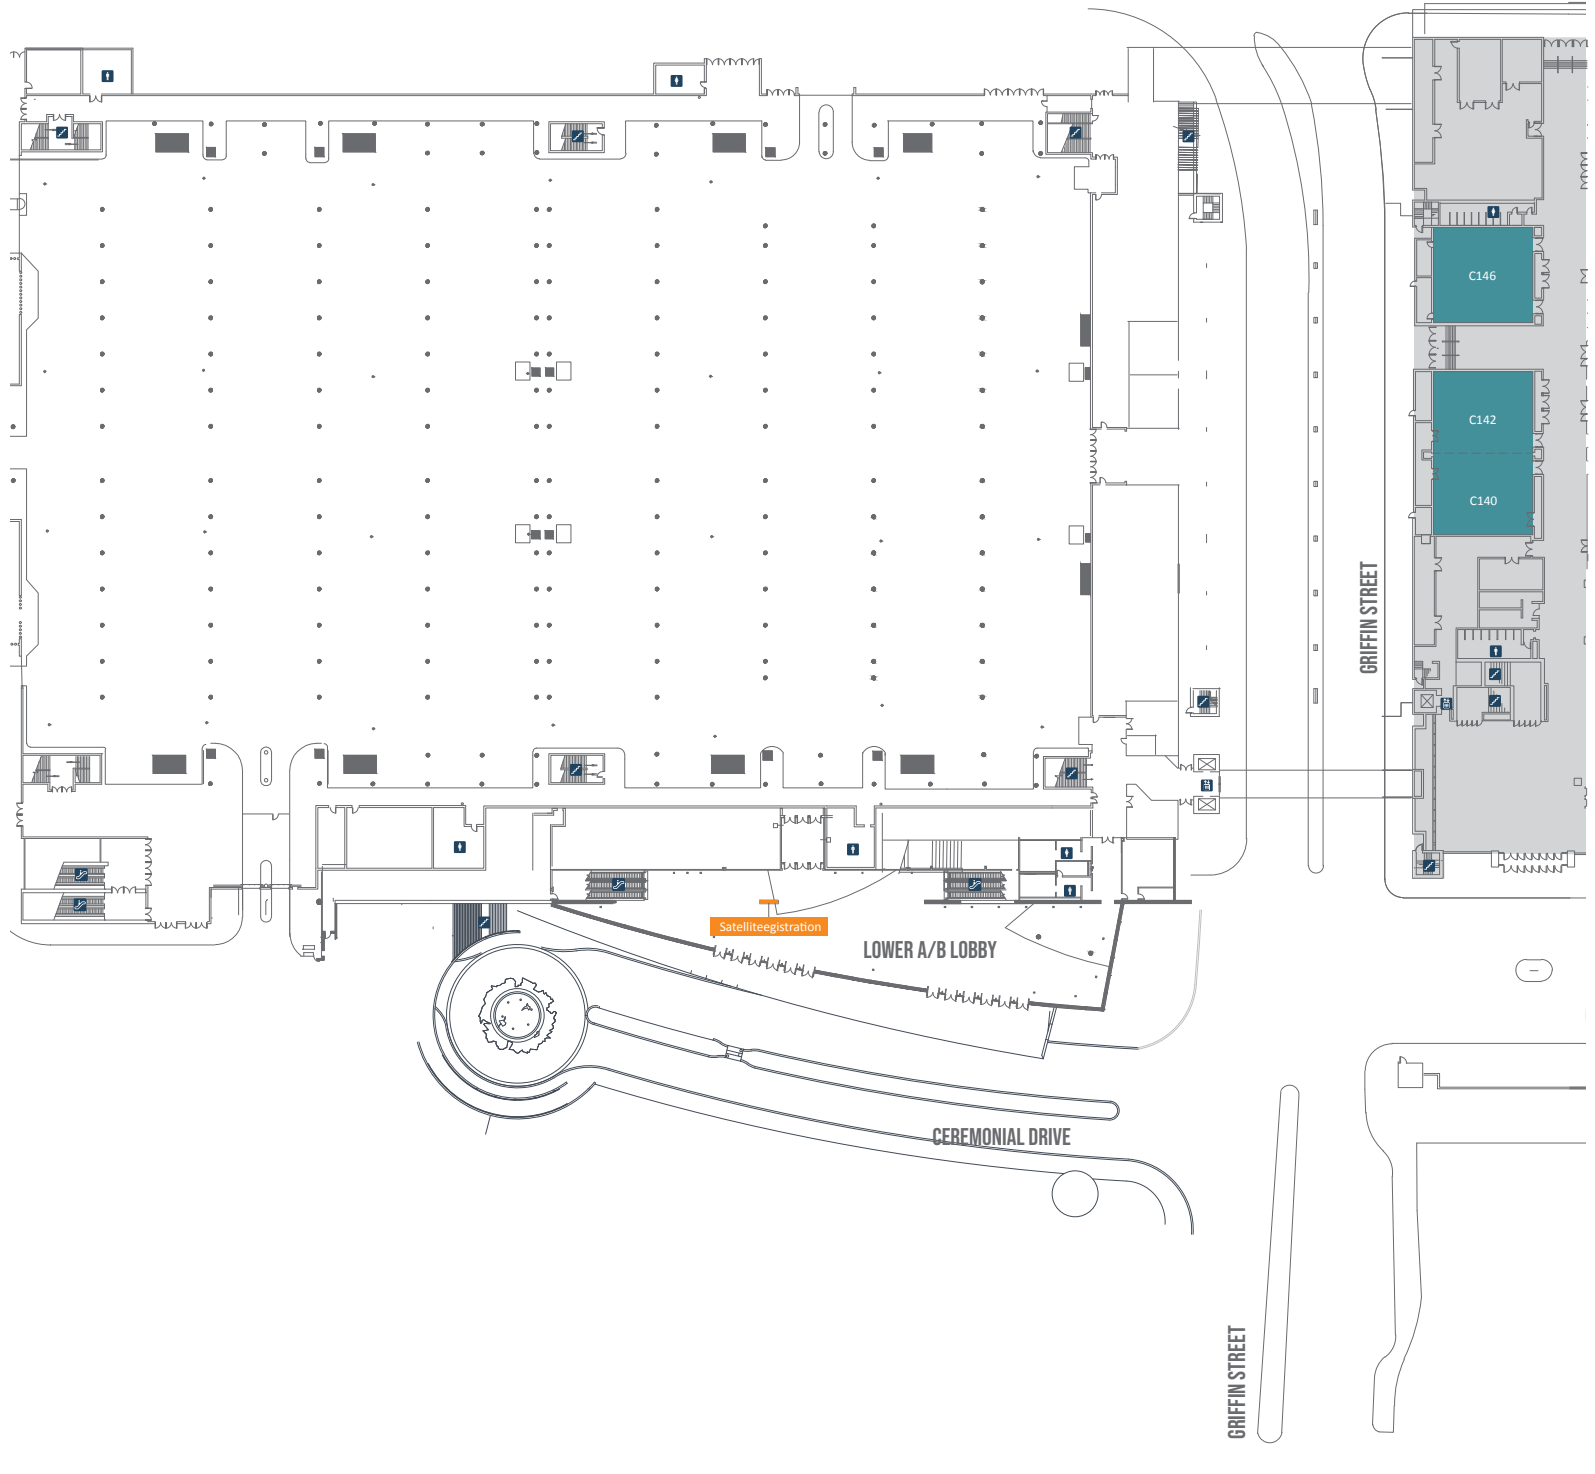 C146
C142
C140
GRIFFIN STREET
Satelliteegistration
LOWER A/B LOBBY
CEREMONIAL DRIVE
GRIFFIN STREET